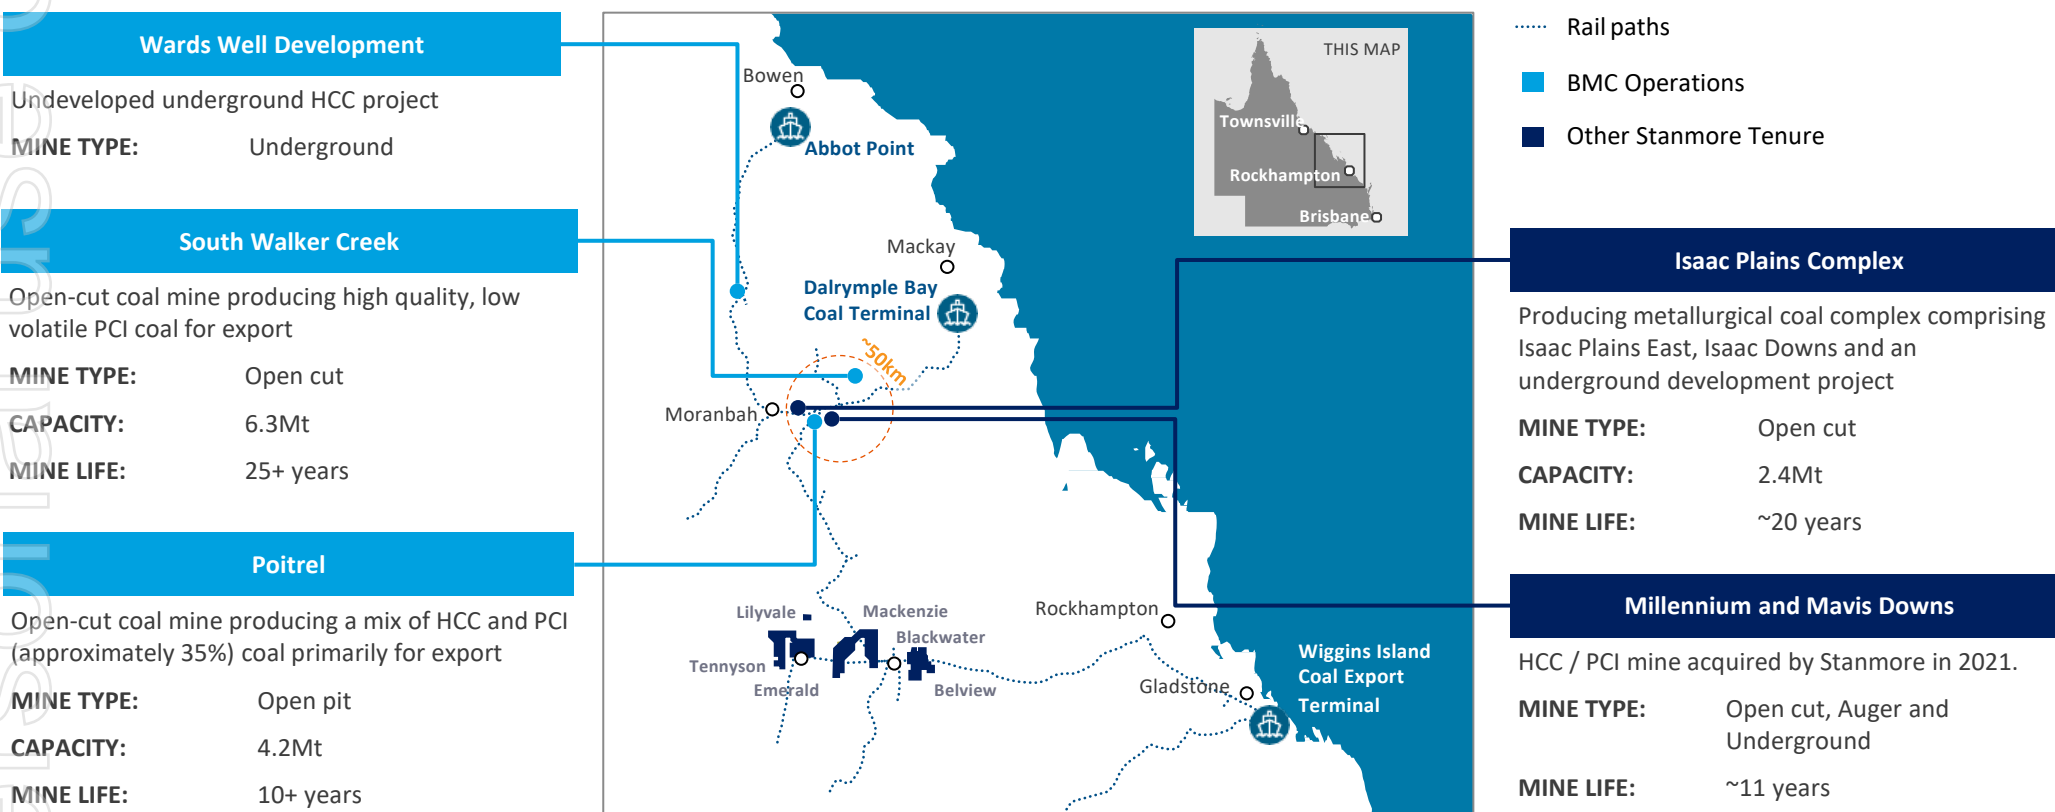 Wards Well Development
Undeveloped underground HCC project
MINE TYPE: Underground
South Walker Creek
Open-cut coal mine producing high quality, low
volatile PCI coal for export
MINE TYPE: Open cut
CAPACITY: 6.3Mt
MINE LIFE: 25+ years
Poitrel
Open-cut coal mine producing a mix of HCC and PCI
(approximately 35%) coal primarily for export
MINE TYPE: Open pit
CAPACITY: 4.2Mt
MINE LIFE: 10+ years
Bowen
Abbot Point
Mackay
Dalrymple Bay
Coal Terminal
~50km
Moranbah
Lilyvale
Mackenzie
Blackwater
Tennyson
Emerald
Belview
Rockhampton
Gladstone
Wiggins Island
Coal Export
Terminal
THIS MAP
Townsville
Rockhampton
Brisbane
Rail paths
BMC Operations
Other Stanmore Tenure
Isaac Plains Complex
Producing metallurgical coal complex comprising
Isaac Plains East, Isaac Downs and an
underground development project
MINE TYPE: Open cut
CAPACITY: 2.4Mt
MINE LIFE: ~20 years
Millennium and Mavis Downs
HCC / PCI mine acquired by Stanmore in 2021.
MINE TYPE: Open cut, Auger and
Underground
MINE LIFE: ~11 years